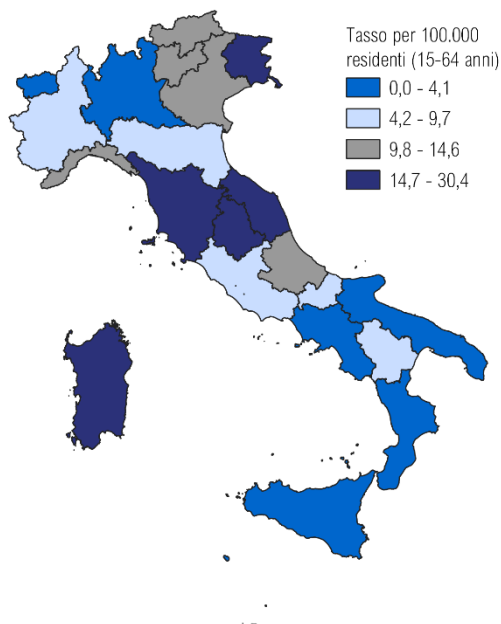 Tasso per 100.000
residenti (15-64 anni)
0,0 - 4,1
4,2 - 9,7
9,8 - 14,6
14,7 - 30,4